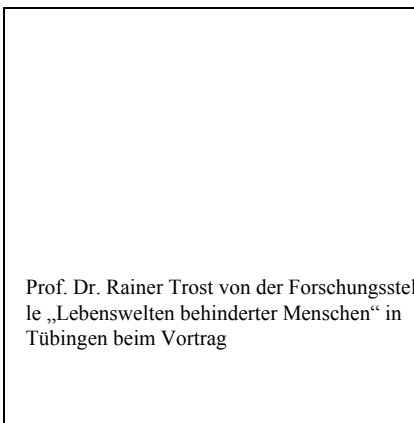 Prof. Dr. Rainer Trost von der Forschungsstel
le „Lebenswelten behinderter Menschen“ in
Tübingen beim Vortrag